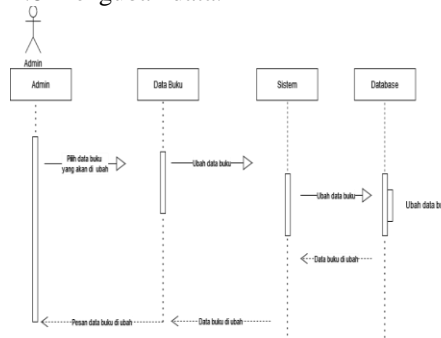 Admin
Admin
Data Buku
Sistem
Database
Pilih data buku
yang akan di ubah
Ubah data buku
Ubah data buku
Ubah data bu
Data buku di ubah
Pesan data buku di ubah
Data buku di ubah